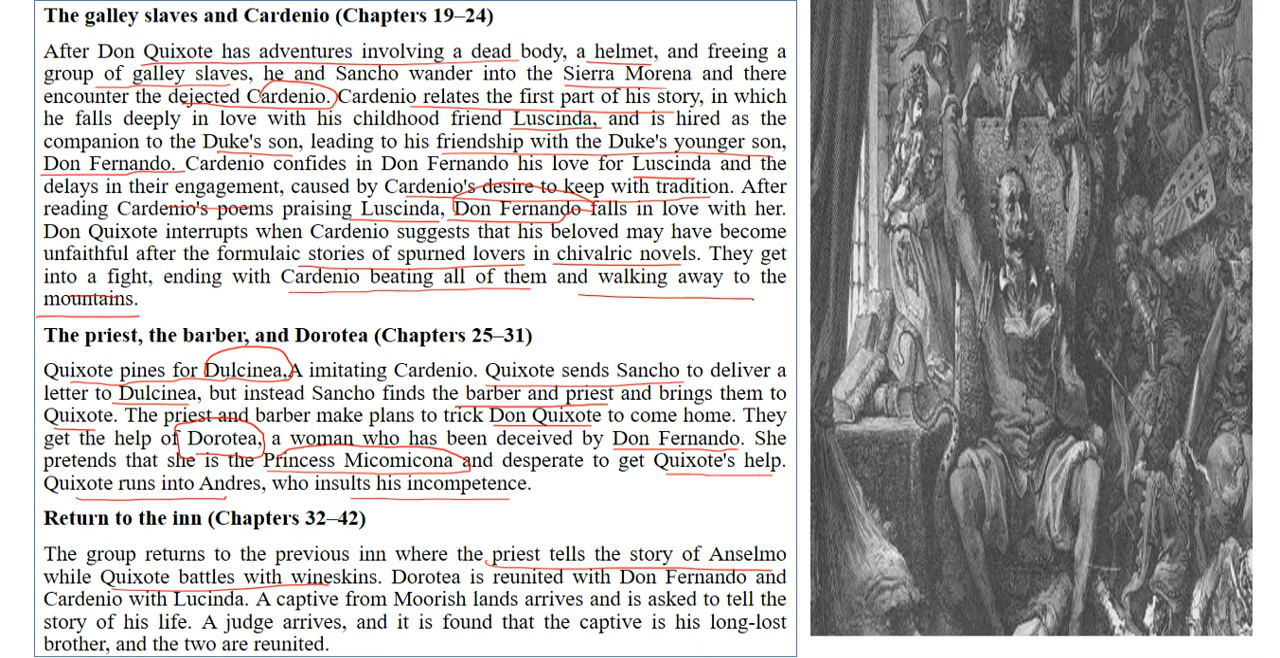 The galley slaves and Cardenio (Chapters 19–24)
After Don Quixote has adventures involving a dead body, a helmet, and freeing a
group of galley slaves, he and Sancho wander into the Sierra Morena and there
encounter the dejected Cardenio. Cardenio relates the first part of his story, in which
he falls deeply in love with his childhood friend Luscinda, and is hired as the
companion to the Duke's son, leading to his friendship with the Duke's younger son,
Don Fernando. Cardenio confides in Don Fernando his love for Luscinda and the
delays in their engagement, caused by Cardenio's desire to keep with tradition. After
reading Cardenio's poems praising Luscinda, Don Fernando falls in love with her.
Don Quixote interrupts when Cardenio suggests that his beloved may have become
unfaithful after the formulaic stories of spurned lovers in chivalric novels. They get
into a fight, ending with Cardenio beating all of them and walking away to the
mountains.
The priest, the barber, and Dorotea (Chapters 25–31)
Quixote pines for Dulcinea,A imitating Cardenio. Quixote sends Sancho to deliver a
letter to Dulcinea, but instead Sancho finds the barber and priest and brings them to
Quixote. The priest and barber make plans to trick Don Quixote to come home. They
get the help of Dorotea, a woman who has been deceived by Don Fernando. She
pretends that she is the Princess Micomicona and desperate to get Quixote's help.
Quixote runs into Andres, who insults his incompetence.
Return to the inn (Chapters 32–42)
The group returns to the previous inn where the priest tells the story of Anselmo
while Quixote battles with wineskins. Dorotea is reunited with Don Fernando and
Cardenio with Lucinda. A captive from Moorish lands arrives and is asked to tell the
story of his life. A judge arrives, and it is found that the captive is his long-lost
brother, and the two are reunited.